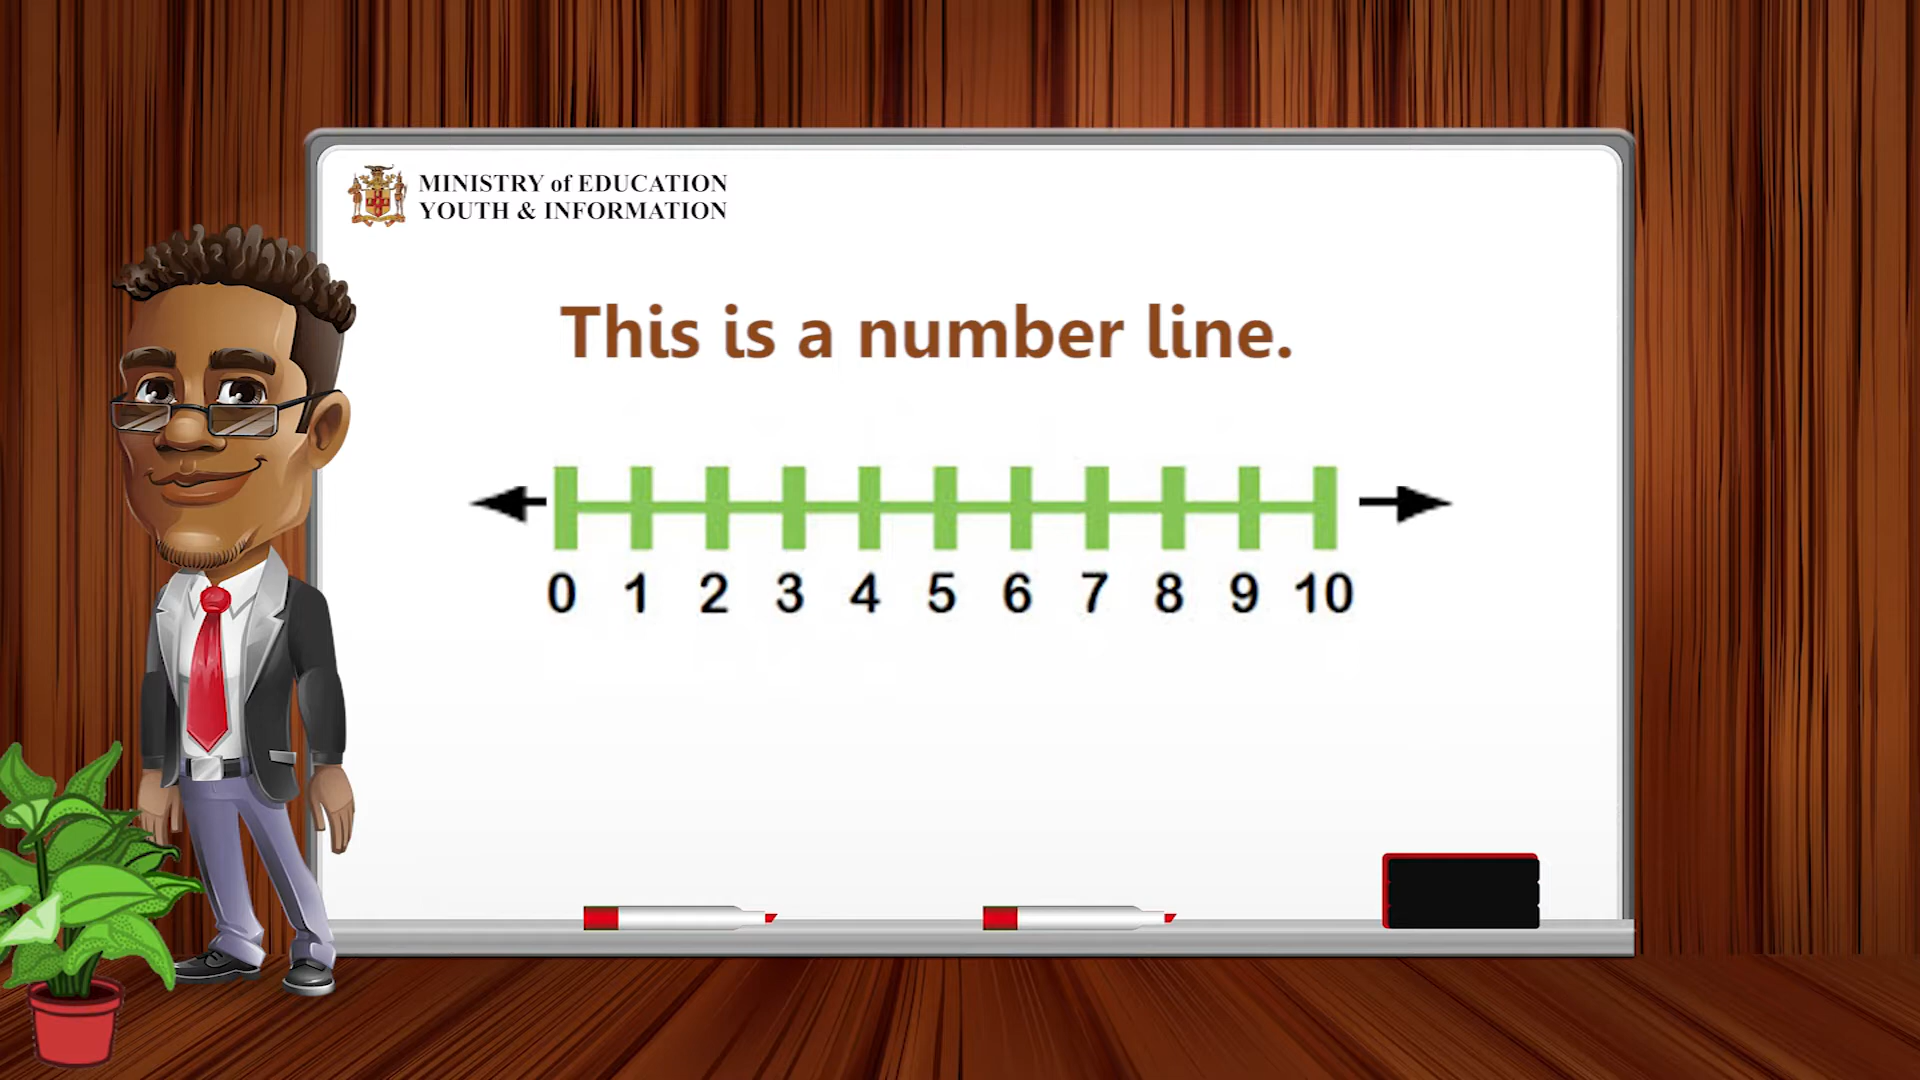 MINISTRY of EDUCATION
YOUTH & INFORMATION
This is a number line.
0 1 2 3 4 5 6 7 8 9 10